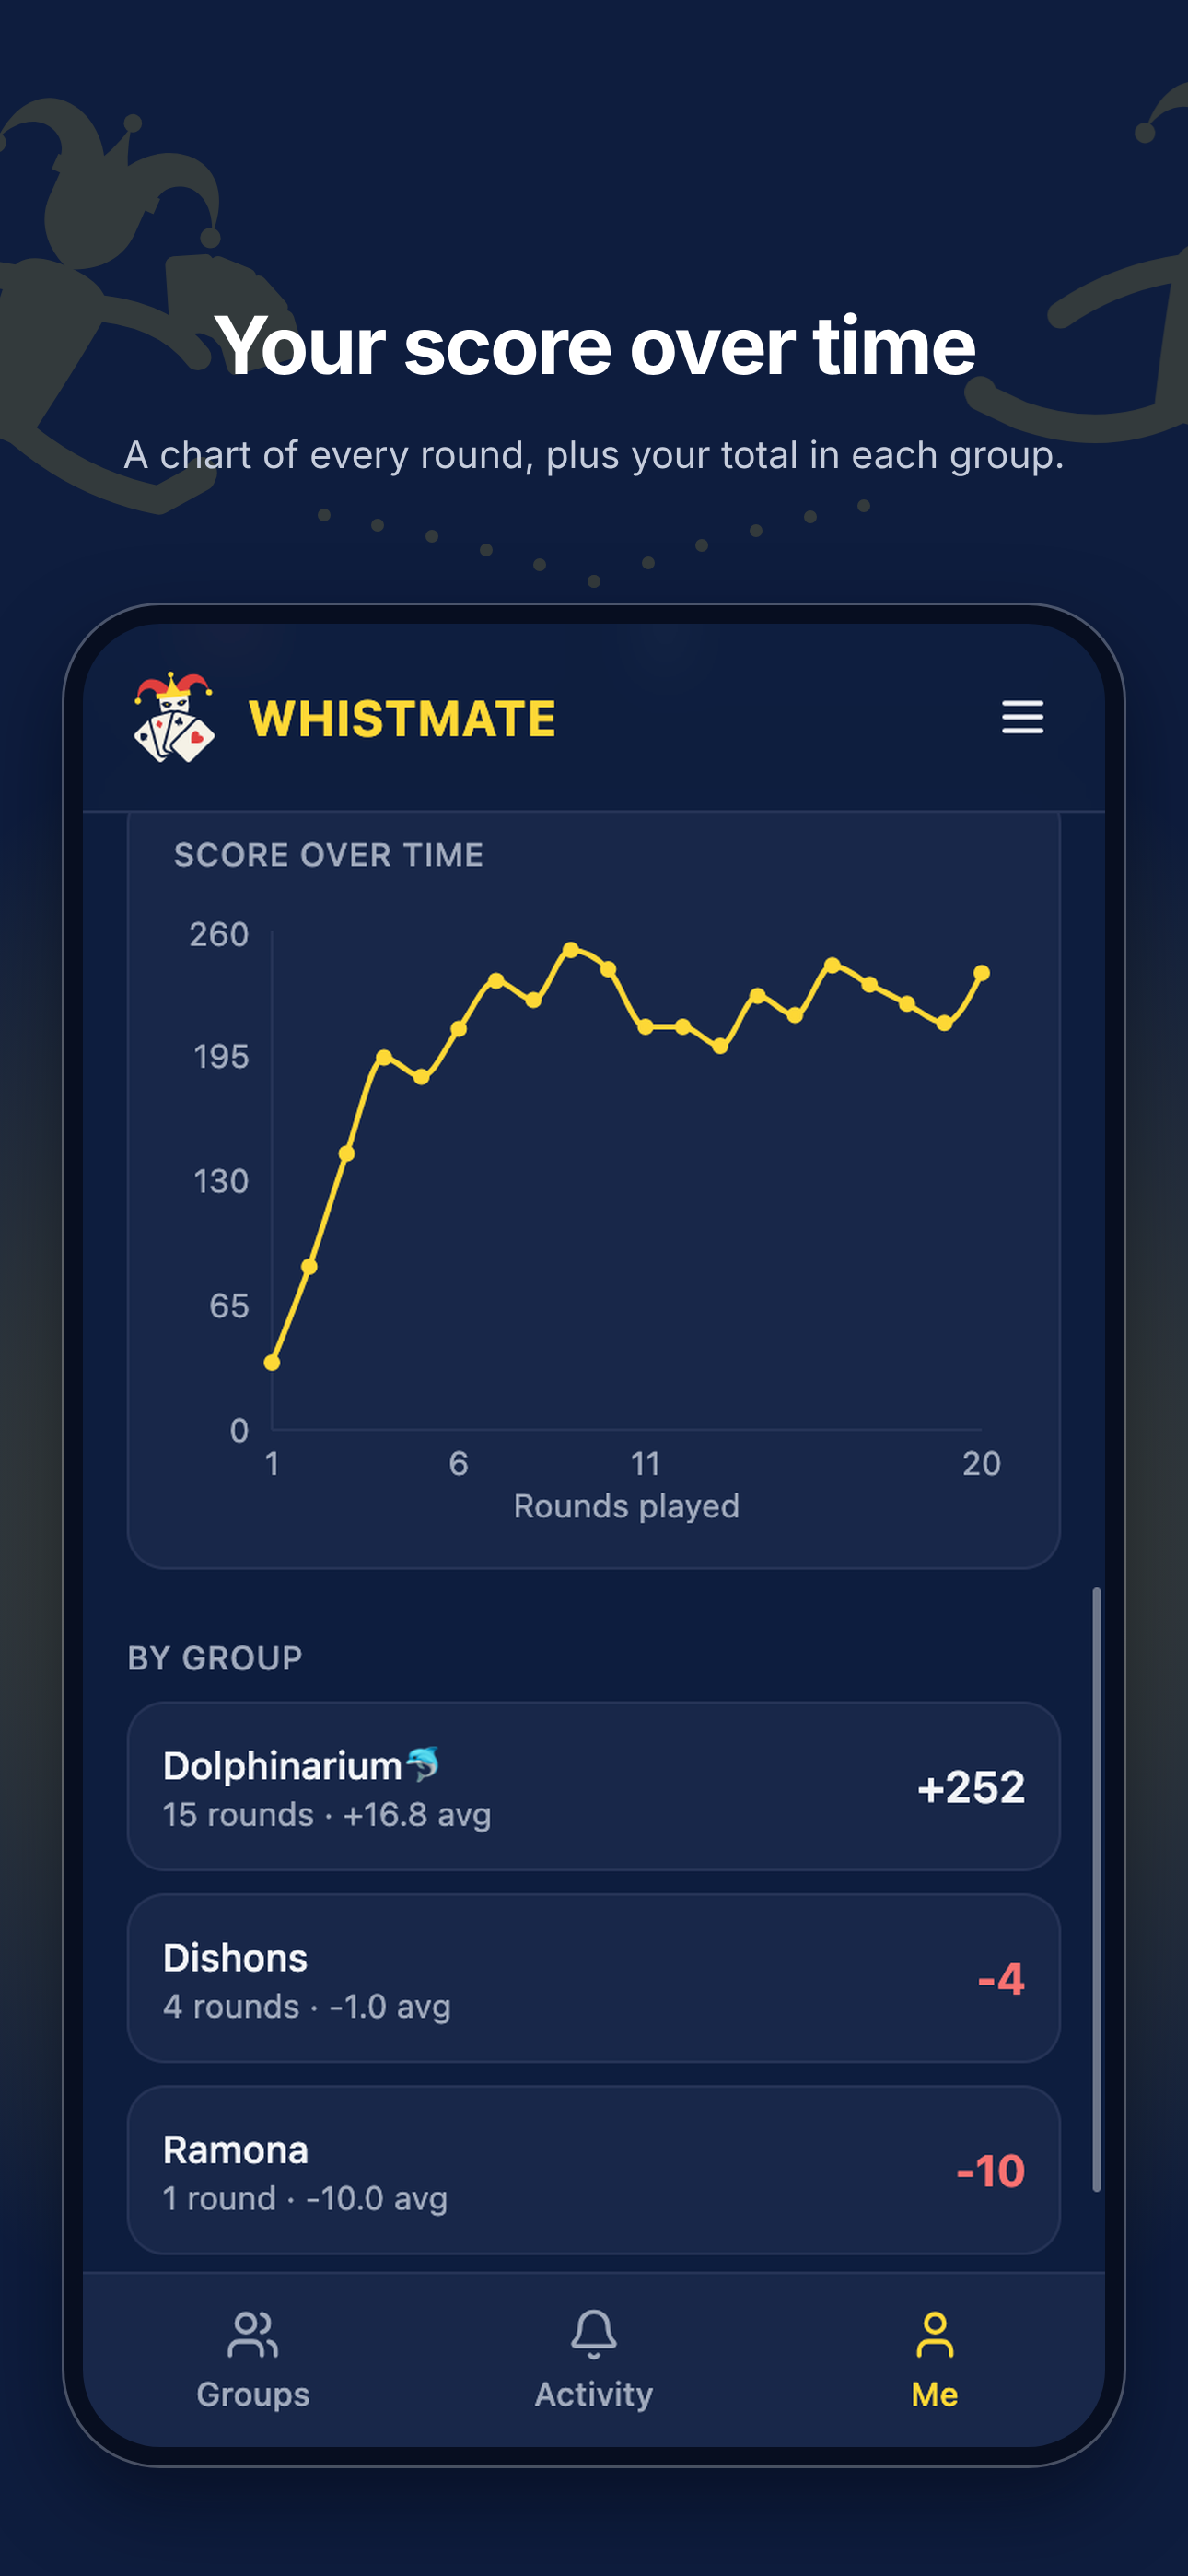 Your score over time
A chart of every round, plus your total in each group.
WHISTMATE
SCORE OVER TIME
260
195
130
65
0
1 6 11 20
Rounds played
BY GROUP
Dolphinarium🐬
15 rounds · +16.8 avg
+252
Dishons
4 rounds · -1.0 avg
-4
Ramona
1 round · -10.0 avg
-10
Groups Activity Me